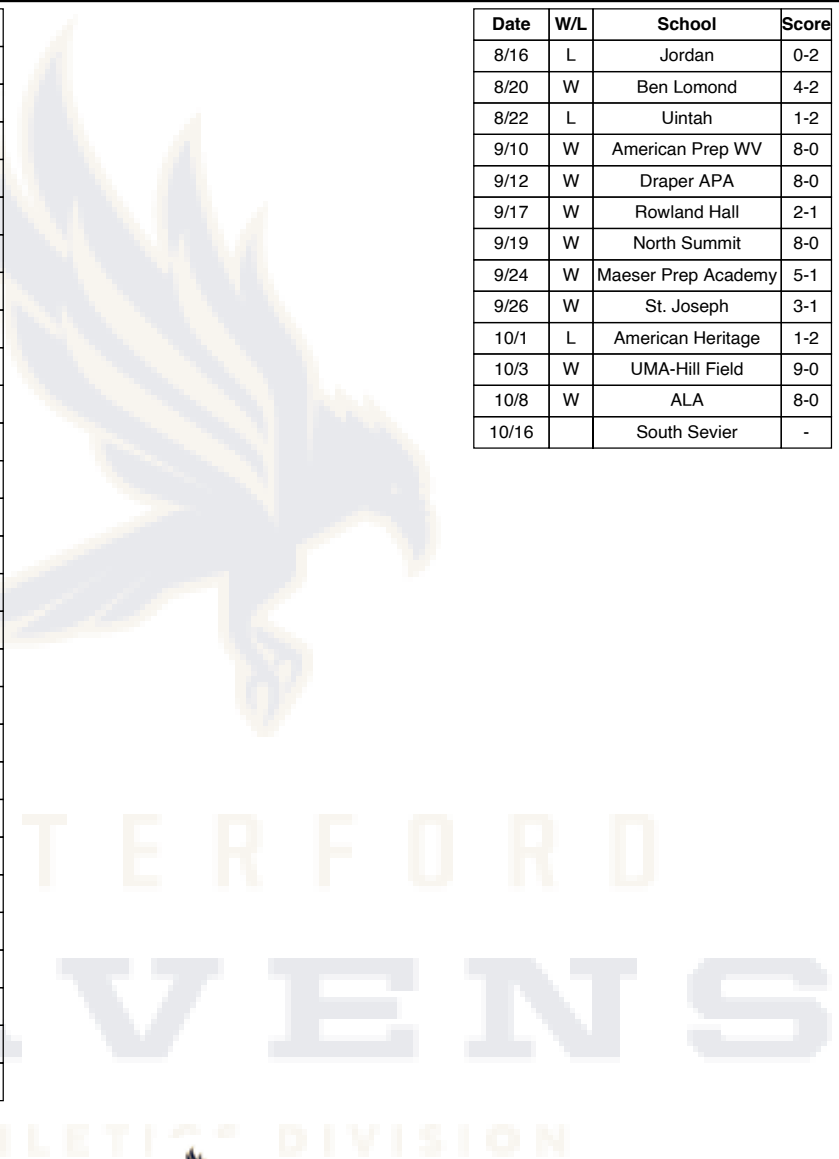 Date W/L School Score
8/16 L Jordan 0-2
8/20 W Ben Lomond 4-2
8/22 L Uintah 1-2
9/10 W American Prep WV 8-0
9/12 W Draper APA 8-0
9/17 W Rowland Hall 2-1
9/19 W North Summit 8-0
9/24 W Maeser Prep Academy 5-1
9/26 W St. Joseph 3-1
10/1 L American Heritage 1-2
10/3 W UMA-Hill Field 9-0
10/8 W ALA 8-0
10/16 South Sevier -
TERFORD
AVENS
HLETICS DIVISION